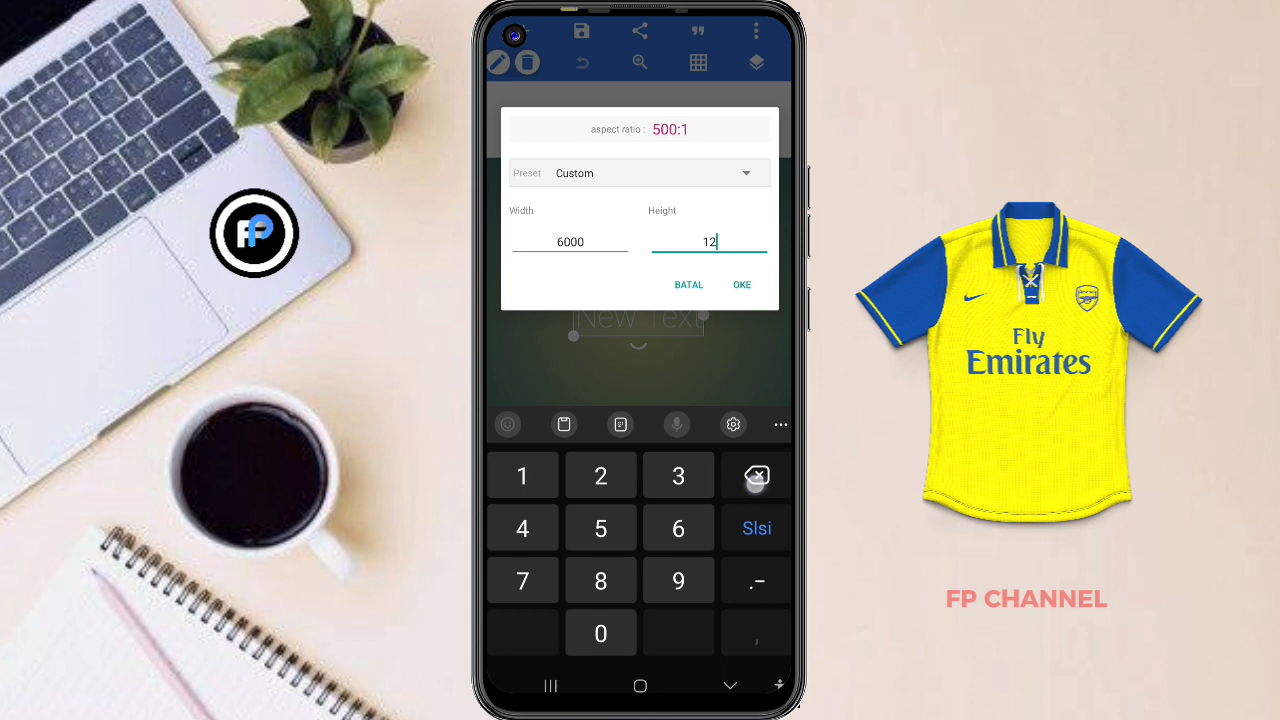 aspect ratio : 500:1
Preset Custom
Width Height
6000 12
BATAL OKE
New Text
1 2 3
4 5 6 Slsi
7 8 9 .-
0 ,
FP
Fly
Emirates
FP CHANNEL